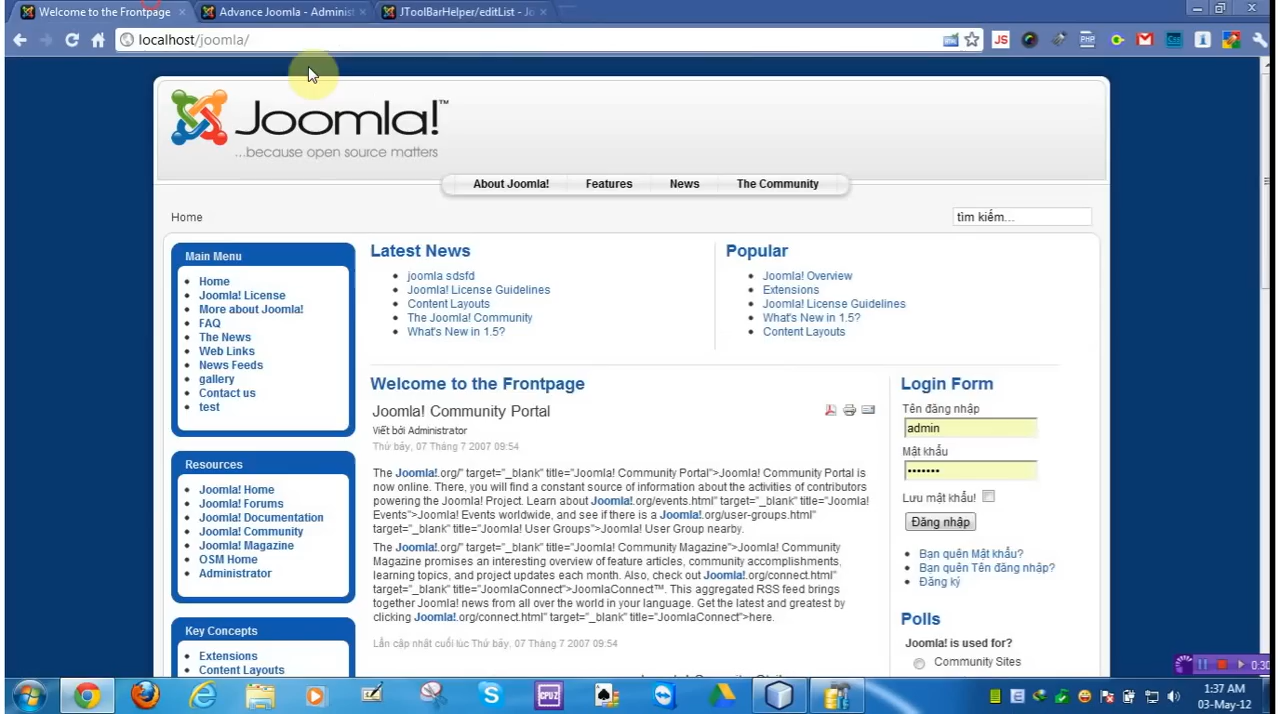 Welcome to the Frontpage
Advance Joomla - Administ
JToolBarHelper/editList - Jo
localhost/joomla/
JS
PHP
Joomla!™
...because open source matters
About Joomla! Features News The Community
Home
tìm kiếm...
Main Menu
Home
Joomla! License
More about Joomla!
FAQ
The News
Web Links
News Feeds
gallery
Contact us
test
Resources
Joomla! Home
Joomla! Forums
Joomla! Documentation
Joomla! Community
Joomla! Magazine
OSM Home
Administrator
Key Concepts
Extensions
Content Layouts
Latest News
joomla sdsfd
Joomla! License Guidelines
Content Layouts
The Joomla! Community
What's New in 1.5?
Popular
Joomla! Overview
Extensions
Joomla! License Guidelines
What's New in 1.5?
Content Layouts
Welcome to the Frontpage
Joomla! Community Portal
Viết bởi Administrator
Thứ bảy, 07 Tháng 7 2007 09:54
The Joomla!.org/" target="_blank" title="Joomla! Community Portal">Joomla! Community Portal is
now online. There, you will find a constant source of information about the activities of contributors
powering the Joomla! Project. Learn about Joomla!.org/events.html" target="_blank" title="Joomla!
Events">Joomla! Events worldwide, and see if there is a Joomla!.org/user-groups.html"
target="_blank" title="Joomla! User Groups">Joomla! User Group nearby.
The Joomla!.org/" target="_blank" title="Joomla! Community Magazine">Joomla! Community
Magazine promises an interesting overview of feature articles, community accomplishments,
learning topics, and project updates each month. Also, check out Joomla!.org/connect.html"
target="_blank" title="JoomlaConnect">JoomlaConnect™. This aggregated RSS feed brings
together Joomla! news from all over the world in your language. Get the latest and greatest by
clicking Joomla!.org/connect.html" target="_blank" title="JoomlaConnect">here.
Lần cập nhật cuối lúc Thứ bảy, 07 Tháng 7 2007 09:54
Login Form
Tên đăng nhập
admin
Mật khẩu
•••••••
Lưu mật khẩu!
Đăng nhập
Bạn quên Mật khẩu?
Bạn quên Tên đăng nhập?
Đăng ký
Polls
Joomla! is used for?
Community Sites
0:30
CPUZ
1:37 AM
03-May-12